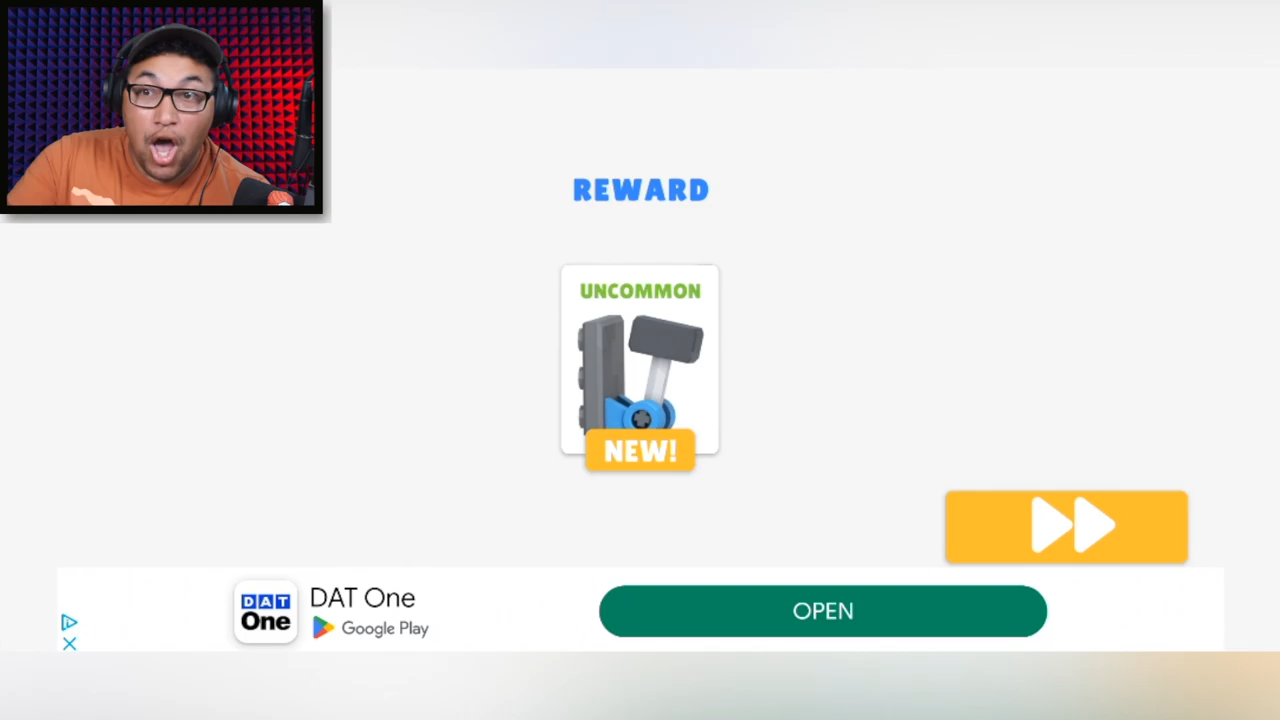 REWARD
UNCOMMON
NEW!
DAT
One
DAT One
Google Play
OPEN